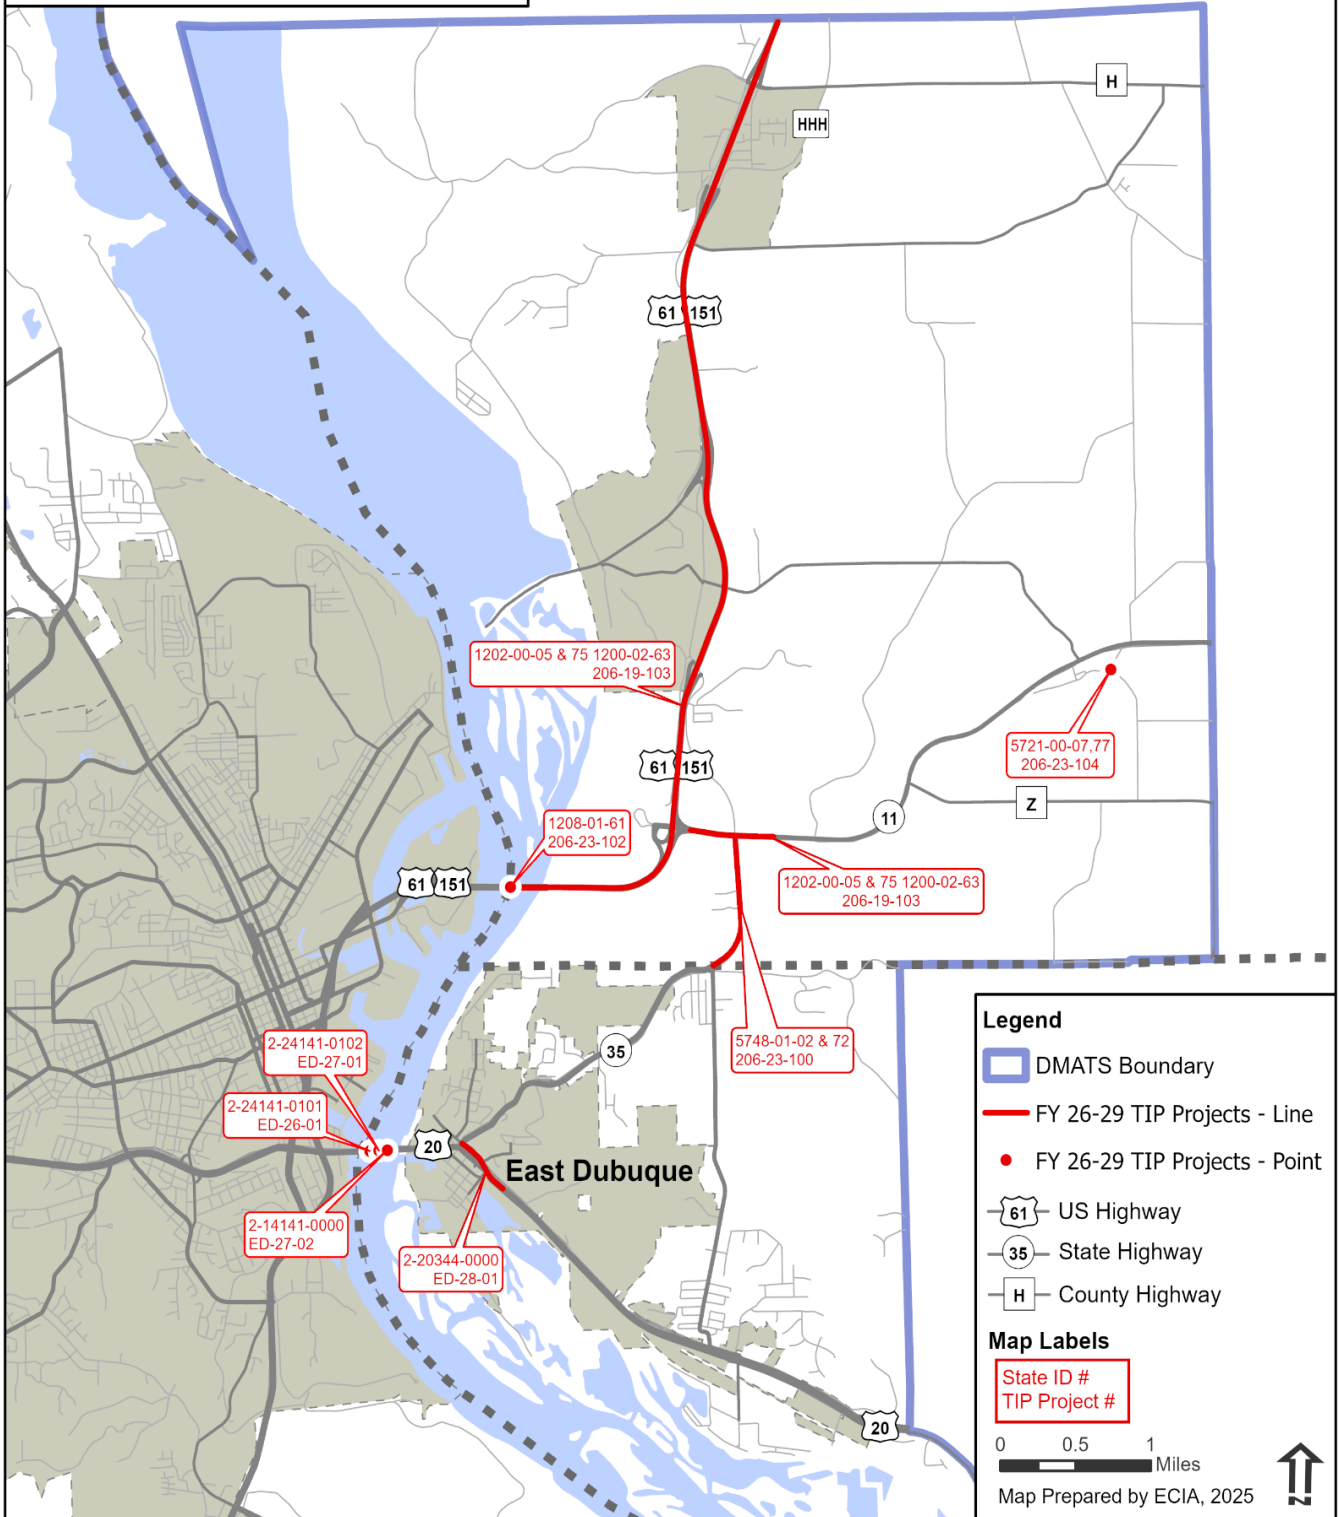 H
HHH
61 151
1202-00-05 & 75 1200-02-63
206-19-103
61 151
5721-00-07,77
206-23-104
Z
11
1208-01-61
206-23-102
61 151
1202-00-05 & 75 1200-02-63
206-19-103
5748-01-02 & 72
206-23-100
35
2-24141-0102
ED-27-01
2-24141-0101
ED-26-01
20
East Dubuque
2-14141-0000
ED-27-02
2-20344-0000
ED-28-01
20
Legend
DMATS Boundary
FY 26-29 TIP Projects - Line
FY 26-29 TIP Projects - Point
61 US Highway
35 State Highway
H County Highway
Map Labels
State ID #
TIP Project #
0 0.5 1
Miles
Map Prepared by ECIA, 2025
N